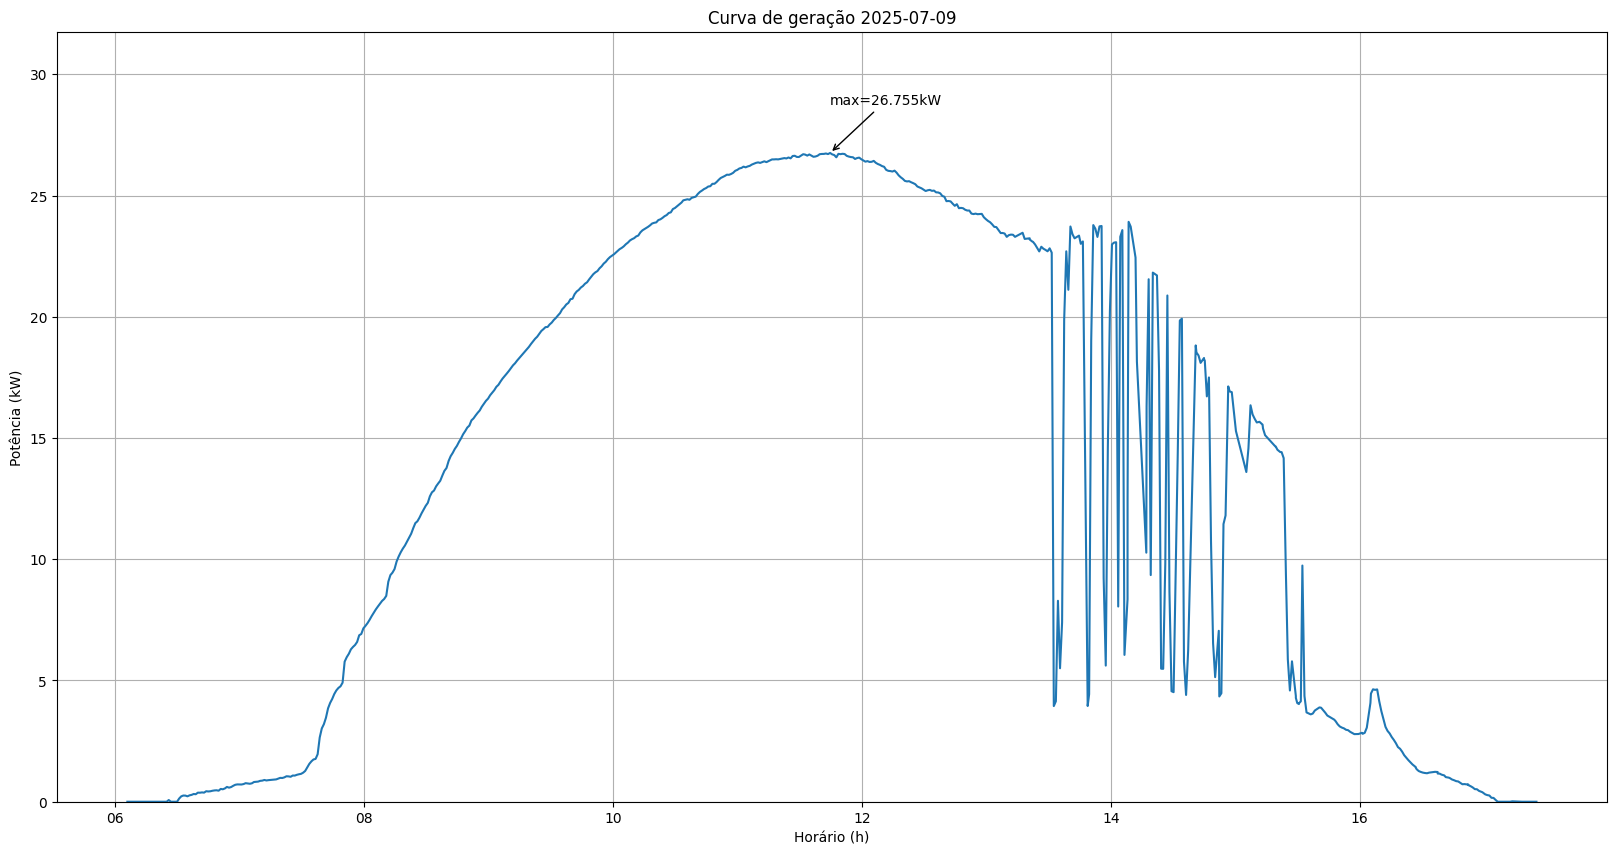 Curva de geração 2025-07-09
30
max=26.755kW
25
20
15
10
5
0
Potência (kW)
06 08 10 12 14 16
Horário (h)